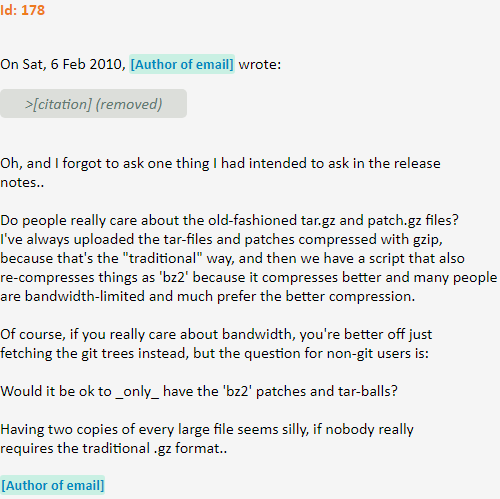 Id: 178
On Sat, 6 Feb 2010, [Author of email] wrote:
>[citation] (removed)
Oh, and I forgot to ask one thing I had intended to ask in the release
notes..
Do people really care about the old-fashioned tar.gz and patch.gz files?
I've always uploaded the tar-files and patches compressed with gzip,
because that's the "traditional" way, and then we have a script that also
re-compresses things as 'bz2' because it compresses better and many people
are bandwidth-limited and much prefer the better compression.
Of course, if you really care about bandwidth, you're better off just
fetching the git trees instead, but the question for non-git users is:
Would it be ok to _only_ have the 'bz2' patches and tar-balls?
Having two copies of every large file seems silly, if nobody really
requires the traditional .gz format..
[Author of email]